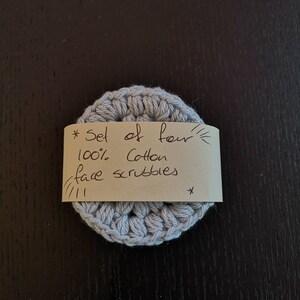 * Set of four
100% Cotton
face scrubbies
*